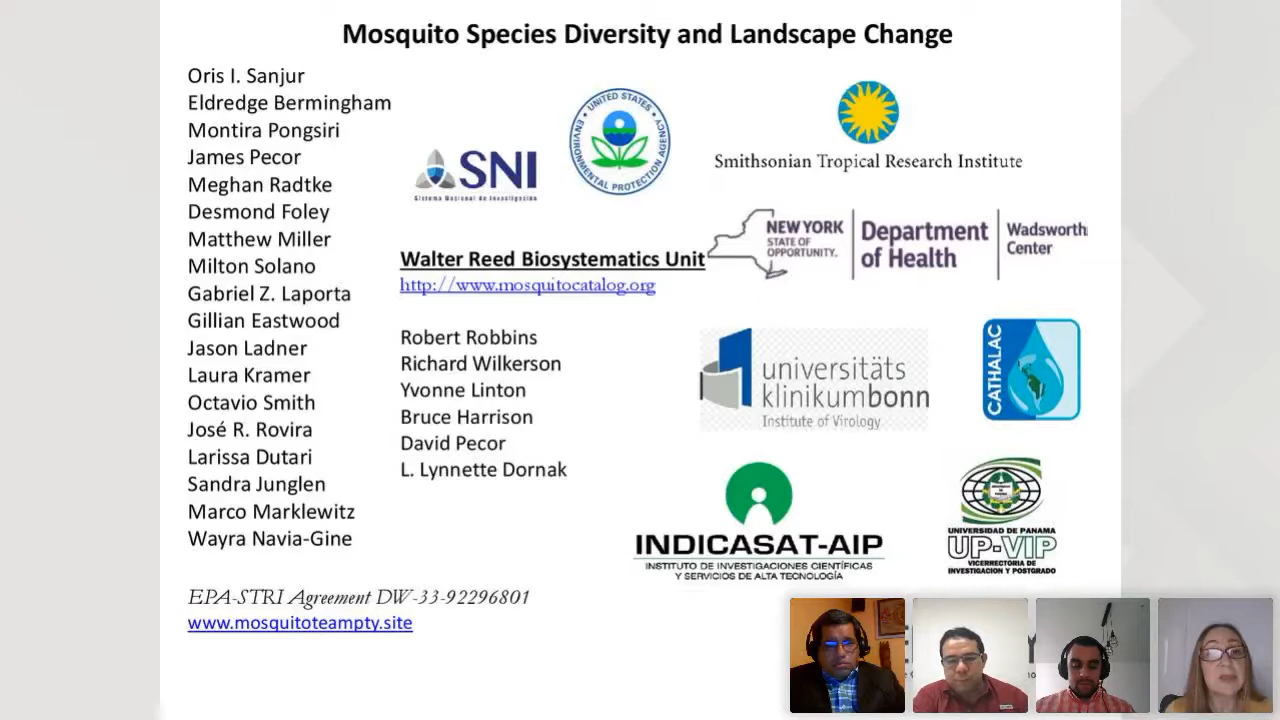 Mosquito Species Diversity and Landscape Change
Oris I. Sanjur
Eldredge Bermingham
Montira Pongsiri
James Pecor
Meghan Radtke
Desmond Foley
Matthew Miller
Milton Solano
Gabriel Z. Laporta
Gillian Eastwood
Jason Ladner
Laura Kramer
Octavio Smith
José R. Rovira
Larissa Dutari
Sandra Junglen
Marco Marklewitz
Wayra Navia-Gine
EPA-STRI Agreement DW-33-92296801
www.mosquitoteampty.site
SNI
Sistema Nacional de Investigación
UNITED STATES
ENVIRONMENTAL PROTECTION AGENCY
Smithsonian Tropical Research Institute
Walter Reed Biosystematics Unit
http://www.mosquitocatalog.org
Robert Robbins
Richard Wilkerson
Yvonne Linton
Bruce Harrison
David Pecor
L. Lynnette Dornak
NEW YORK
STATE OF
OPPORTUNITY.
Department
of Health
Wadsworth
Center
universitäts
klinikumbonn
Institute of Virology
CATHALAC
INDICASAT-AIP
INSTITUTO DE INVESTIGACIONES CIENTÍFICAS
Y SERVICIOS DE ALTA TECNOLOGÍA
UNIVERSIDAD DE PANAMA
UP-VIP
VICERRECTORIA DE
INVESTIGACION Y POSTGRADO